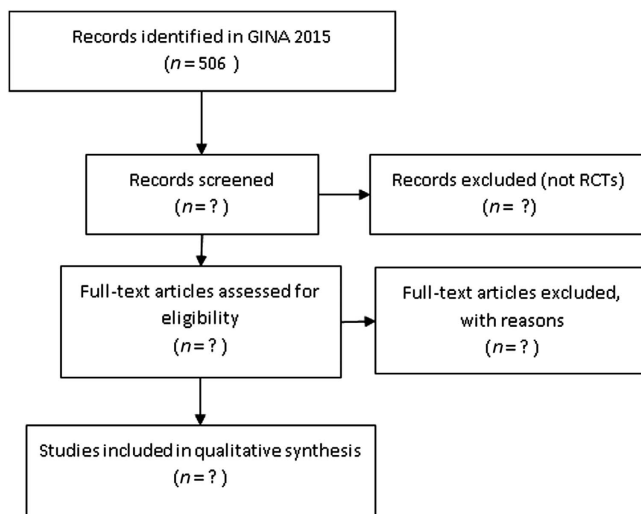 Records identified in GINA 2015
(n = 506 )
Records screened
(n= ?)
Records excluded (not RCTs)
(n= ?)
Full-text articles assessed for
eligibility
(n= ?)
Full-text articles excluded,
with reasons
(n= ?)
Studies included in qualitative synthesis
(n= ?)